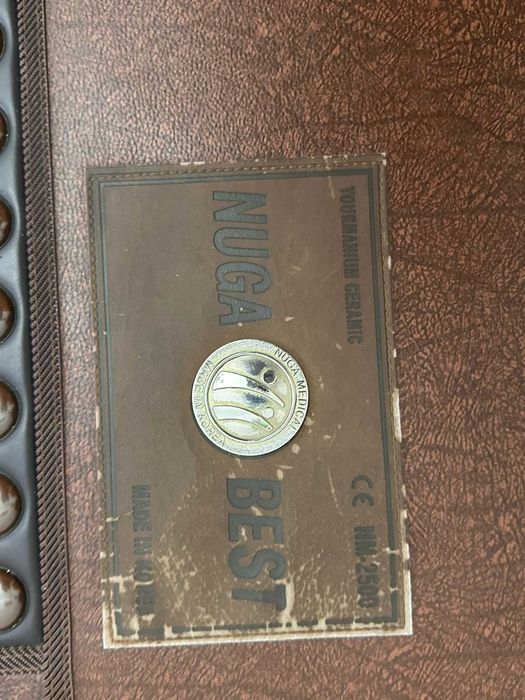 TOURMANIUM CERAMIC
CE NM-2500
NUGA BEST
NUGA MEDICAL
MADE IN KOREA
MADE IN KOREA